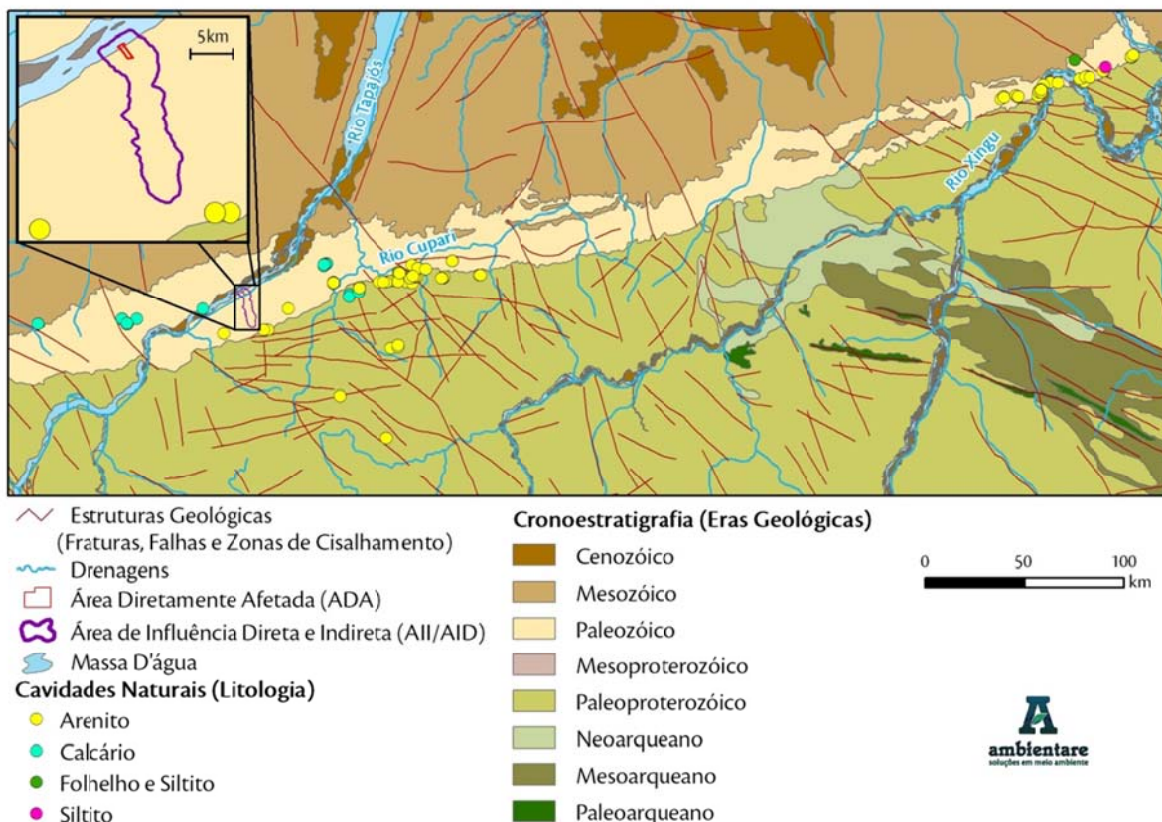 5km
Rio Tapajós
Rio Xingu
Rio Cupari
Estruturas Geológicas
(Fraturas, Falhas e Zonas de Cisalhamento)
Drenagens
Área Diretamente Afetada (ADA)
Área de Influência Direta e Indireta (AII/AID)
Massa D'água
Cavidades Naturais (Litologia)
Arenito
Calcário
Folhelho e Siltito
Siltito
Cronoestratigrafia (Eras Geológicas)
Cenozóico
Mesozóico
Paleozóico
Mesoproterozóico
Paleoproterozóico
Neoarqueano
Mesoarqueano
Paleoarqueano
0 50 100
km
ambientare
soluções em meio ambiente